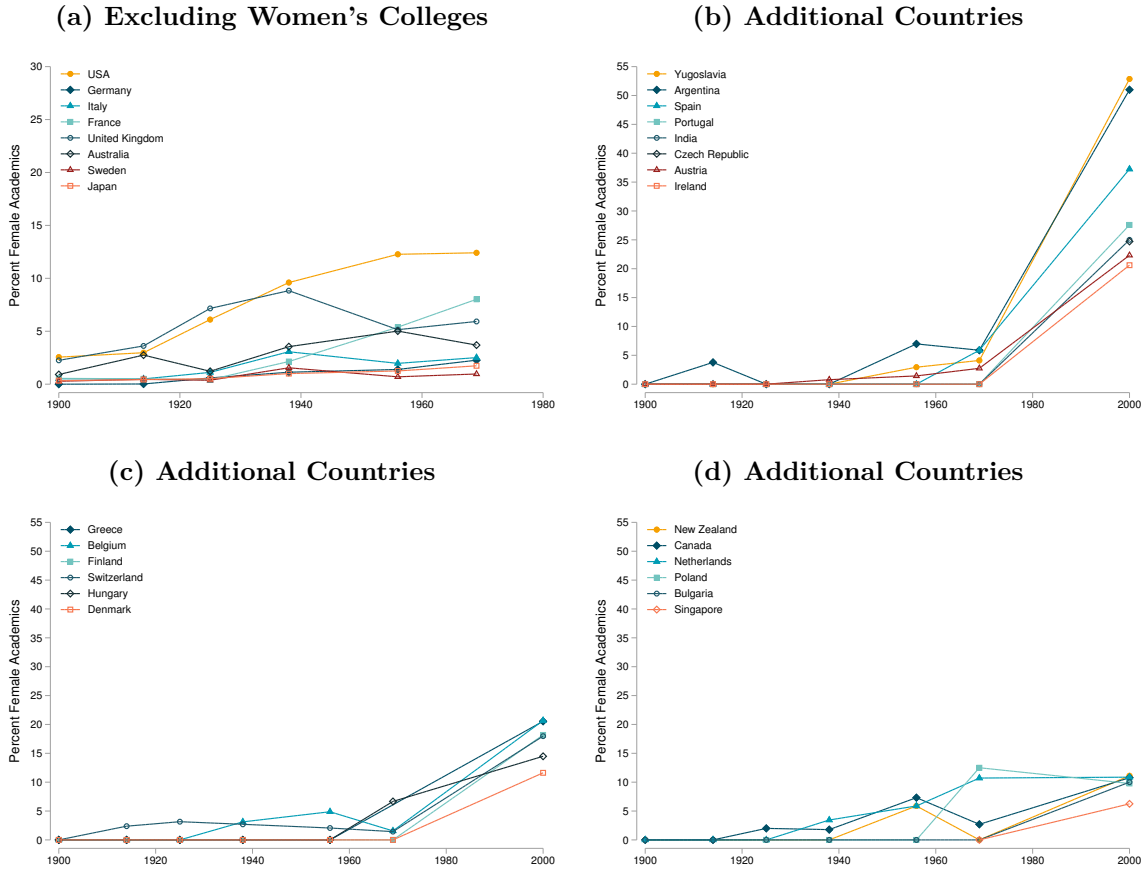 (a) Excluding Women's Colleges
Percent Female Academics
30
25
20
15
10
5
0
USA
Germany
Italy
France
United Kingdom
Australia
Sweden
Japan
1900 1920 1940 1960 1980
(b) Additional Countries
Percent Female Academics
55
50
45
40
35
30
25
20
15
10
5
0
Yugoslavia
Argentina
Spain
Portugal
India
Czech Republic
Austria
Ireland
1900 1920 1940 1960 1980 2000
(c) Additional Countries
Percent Female Academics
55
50
45
40
35
30
25
20
15
10
5
0
Greece
Belgium
Finland
Switzerland
Hungary
Denmark
1900 1920 1940 1960 1980 2000
(d) Additional Countries
Percent Female Academics
55
50
45
40
35
30
25
20
15
10
5
0
New Zealand
Canada
Netherlands
Poland
Bulgaria
Singapore
1900 1920 1940 1960 1980 2000